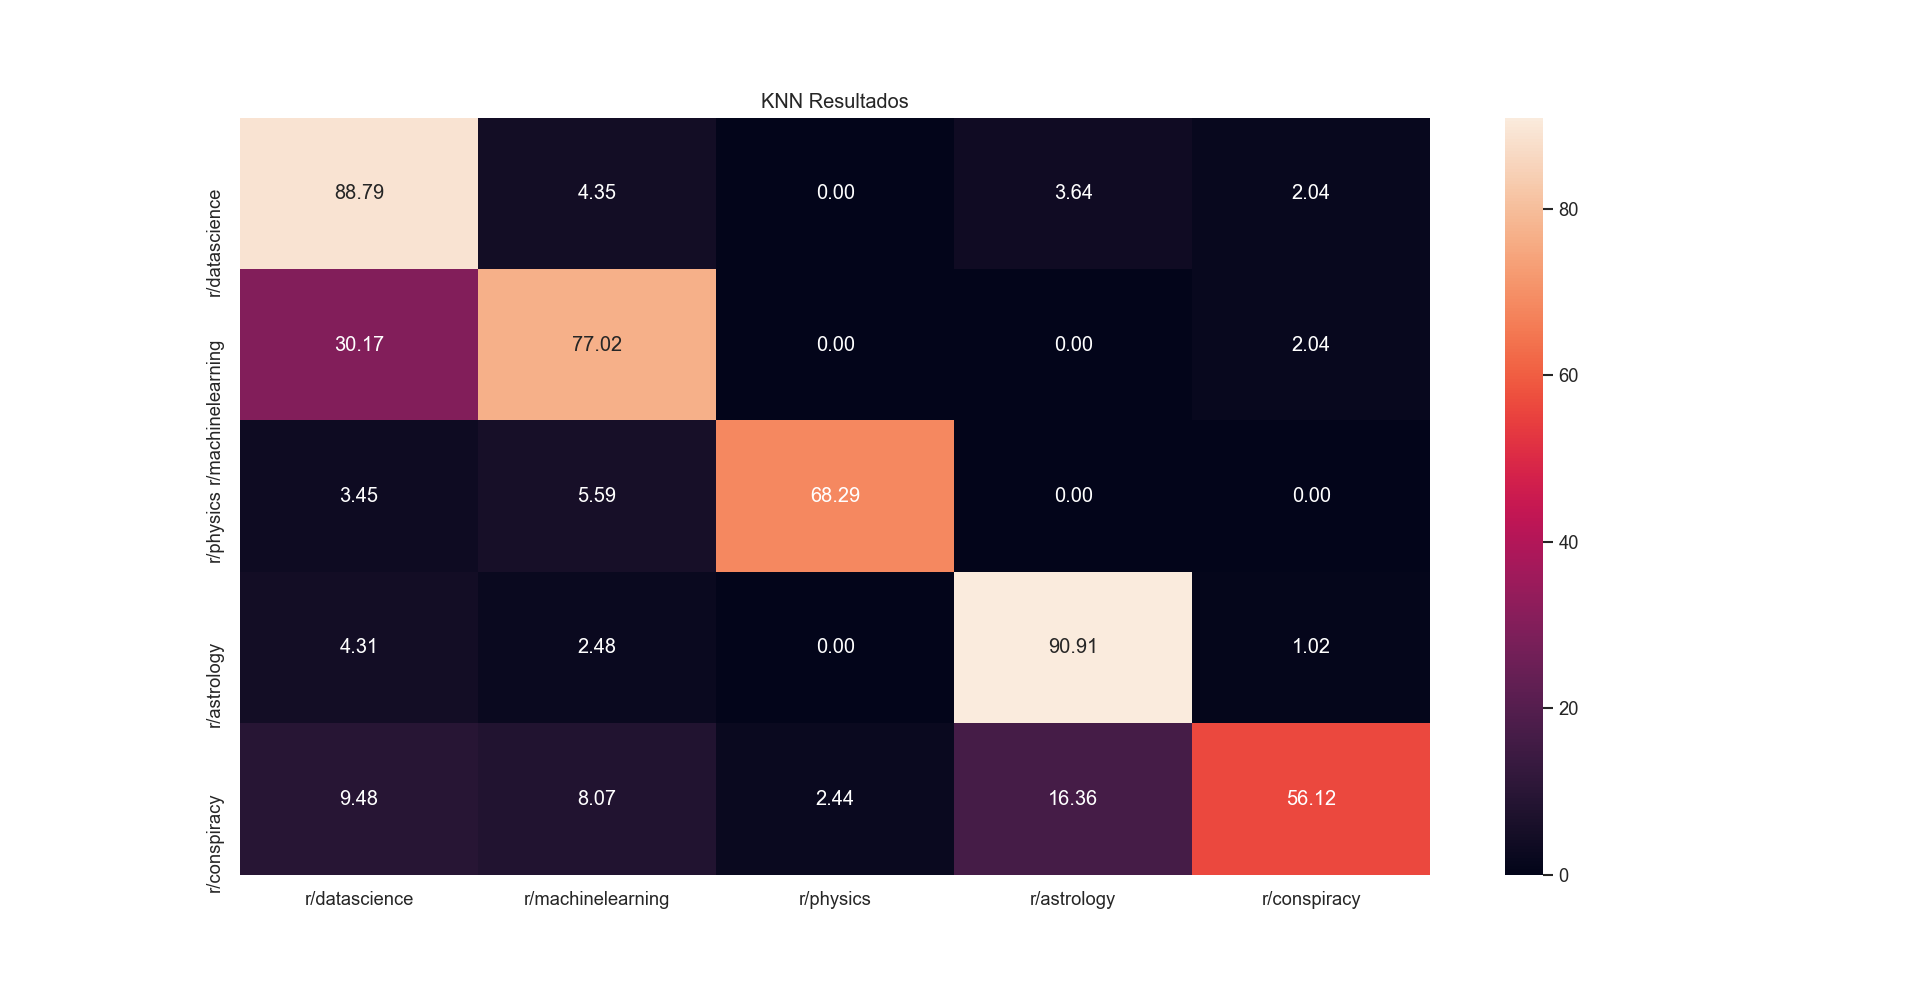 KNN Resultados
r/datascience 88.79 4.35 0.00 3.64 2.04
r/machinelearning 30.17 77.02 0.00 0.00 2.04
r/physics 3.45 5.59 68.29 0.00 0.00
r/astrology 4.31 2.48 0.00 90.91 1.02
r/conspiracy 9.48 8.07 2.44 16.36 56.12
r/datascience r/machinelearning r/physics r/astrology r/conspiracy
80
60
40
20
0